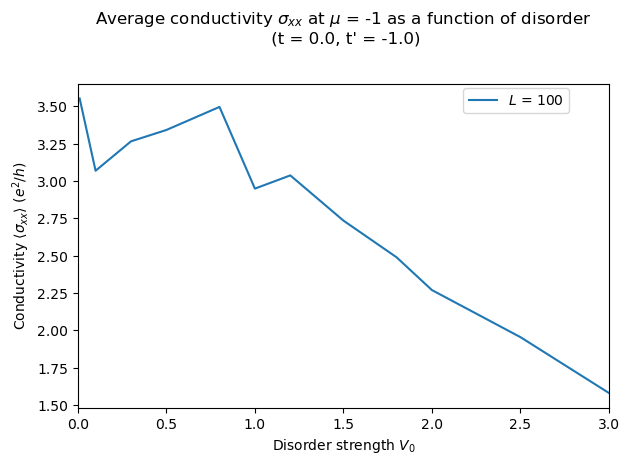 Average conductivity σxx at μ = -1 as a function of disorder
(t = 0.0, t' = -1.0)
L = 100
Conductivity ⟨σxx⟩ (e²/h)
3.50
3.25
3.00
2.75
2.50
2.25
2.00
1.75
1.50
0.0 0.5 1.0 1.5 2.0 2.5 3.0
Disorder strength V₀